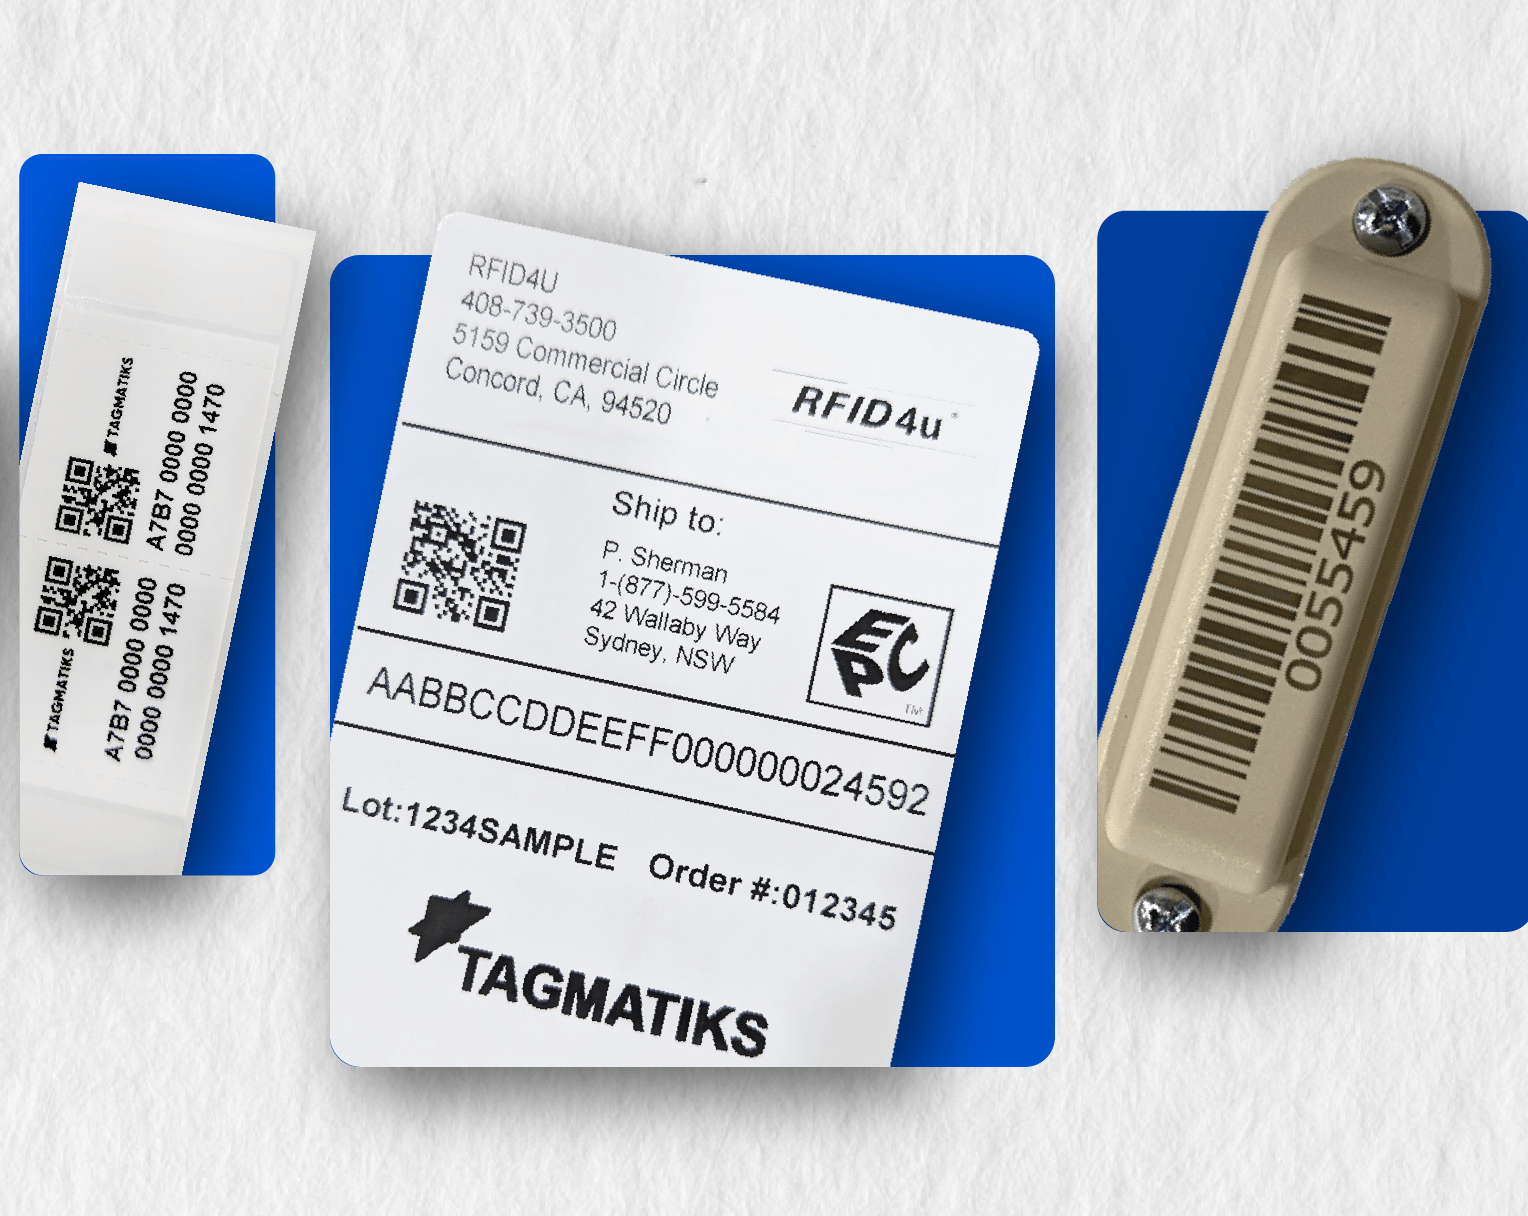 TAGMATIKS
A7B7 0000 0000
0000 0000 1470
TAGMATIKS
A7B7 0000 0000
0000 0000 1470
RFID4U
408-739-3500
5159 Commercial Circle
Concord, CA, 94520
RFID4u
Ship to:
P. Sherman
1-(877)-599-5584
42 Wallaby Way
Sydney, NSW
EPC
TM
AABBCCDDEEFF000000024592
Lot:1234SAMPLE Order #:012345
TAGMATIKS
0055459